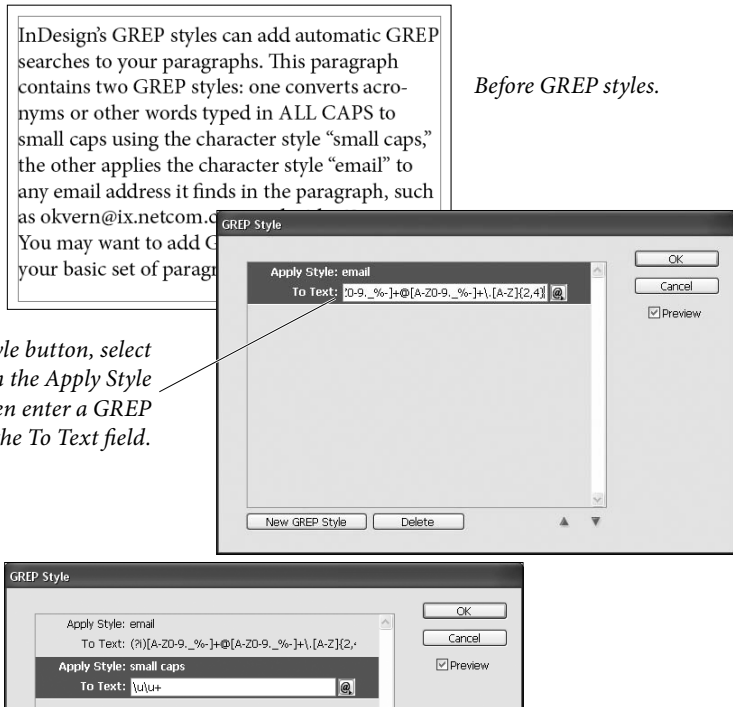 InDesign’s GREP styles can add automatic GREP
searches to your paragraphs. This paragraph
contains two GREP styles: one converts acro-
nyms or other words typed in ALL CAPS to
small caps using the character style “small caps,”
the other applies the character style “email” to
any email address it finds in the paragraph, such
as okvern@ix.netcom.c
You may want to add G
your basic set of paragr
Before GREP styles.
GREP Style
Apply Style: email
To Text: 0-9._%-]+@[A-Z0-9._%-]+\.[A-Z]{2,4}
OK
Cancel
Preview
New GREP Style
Delete
yle button, select
n the Apply Style
en enter a GREP
he To Text field.
GREP Style
Apply Style: email
To Text: (?i)[A-Z0-9._%-]+@[A-Z0-9._%-]+\.[A-Z]{2,
Apply Style: small caps
To Text: \u\u+
OK
Cancel
Preview